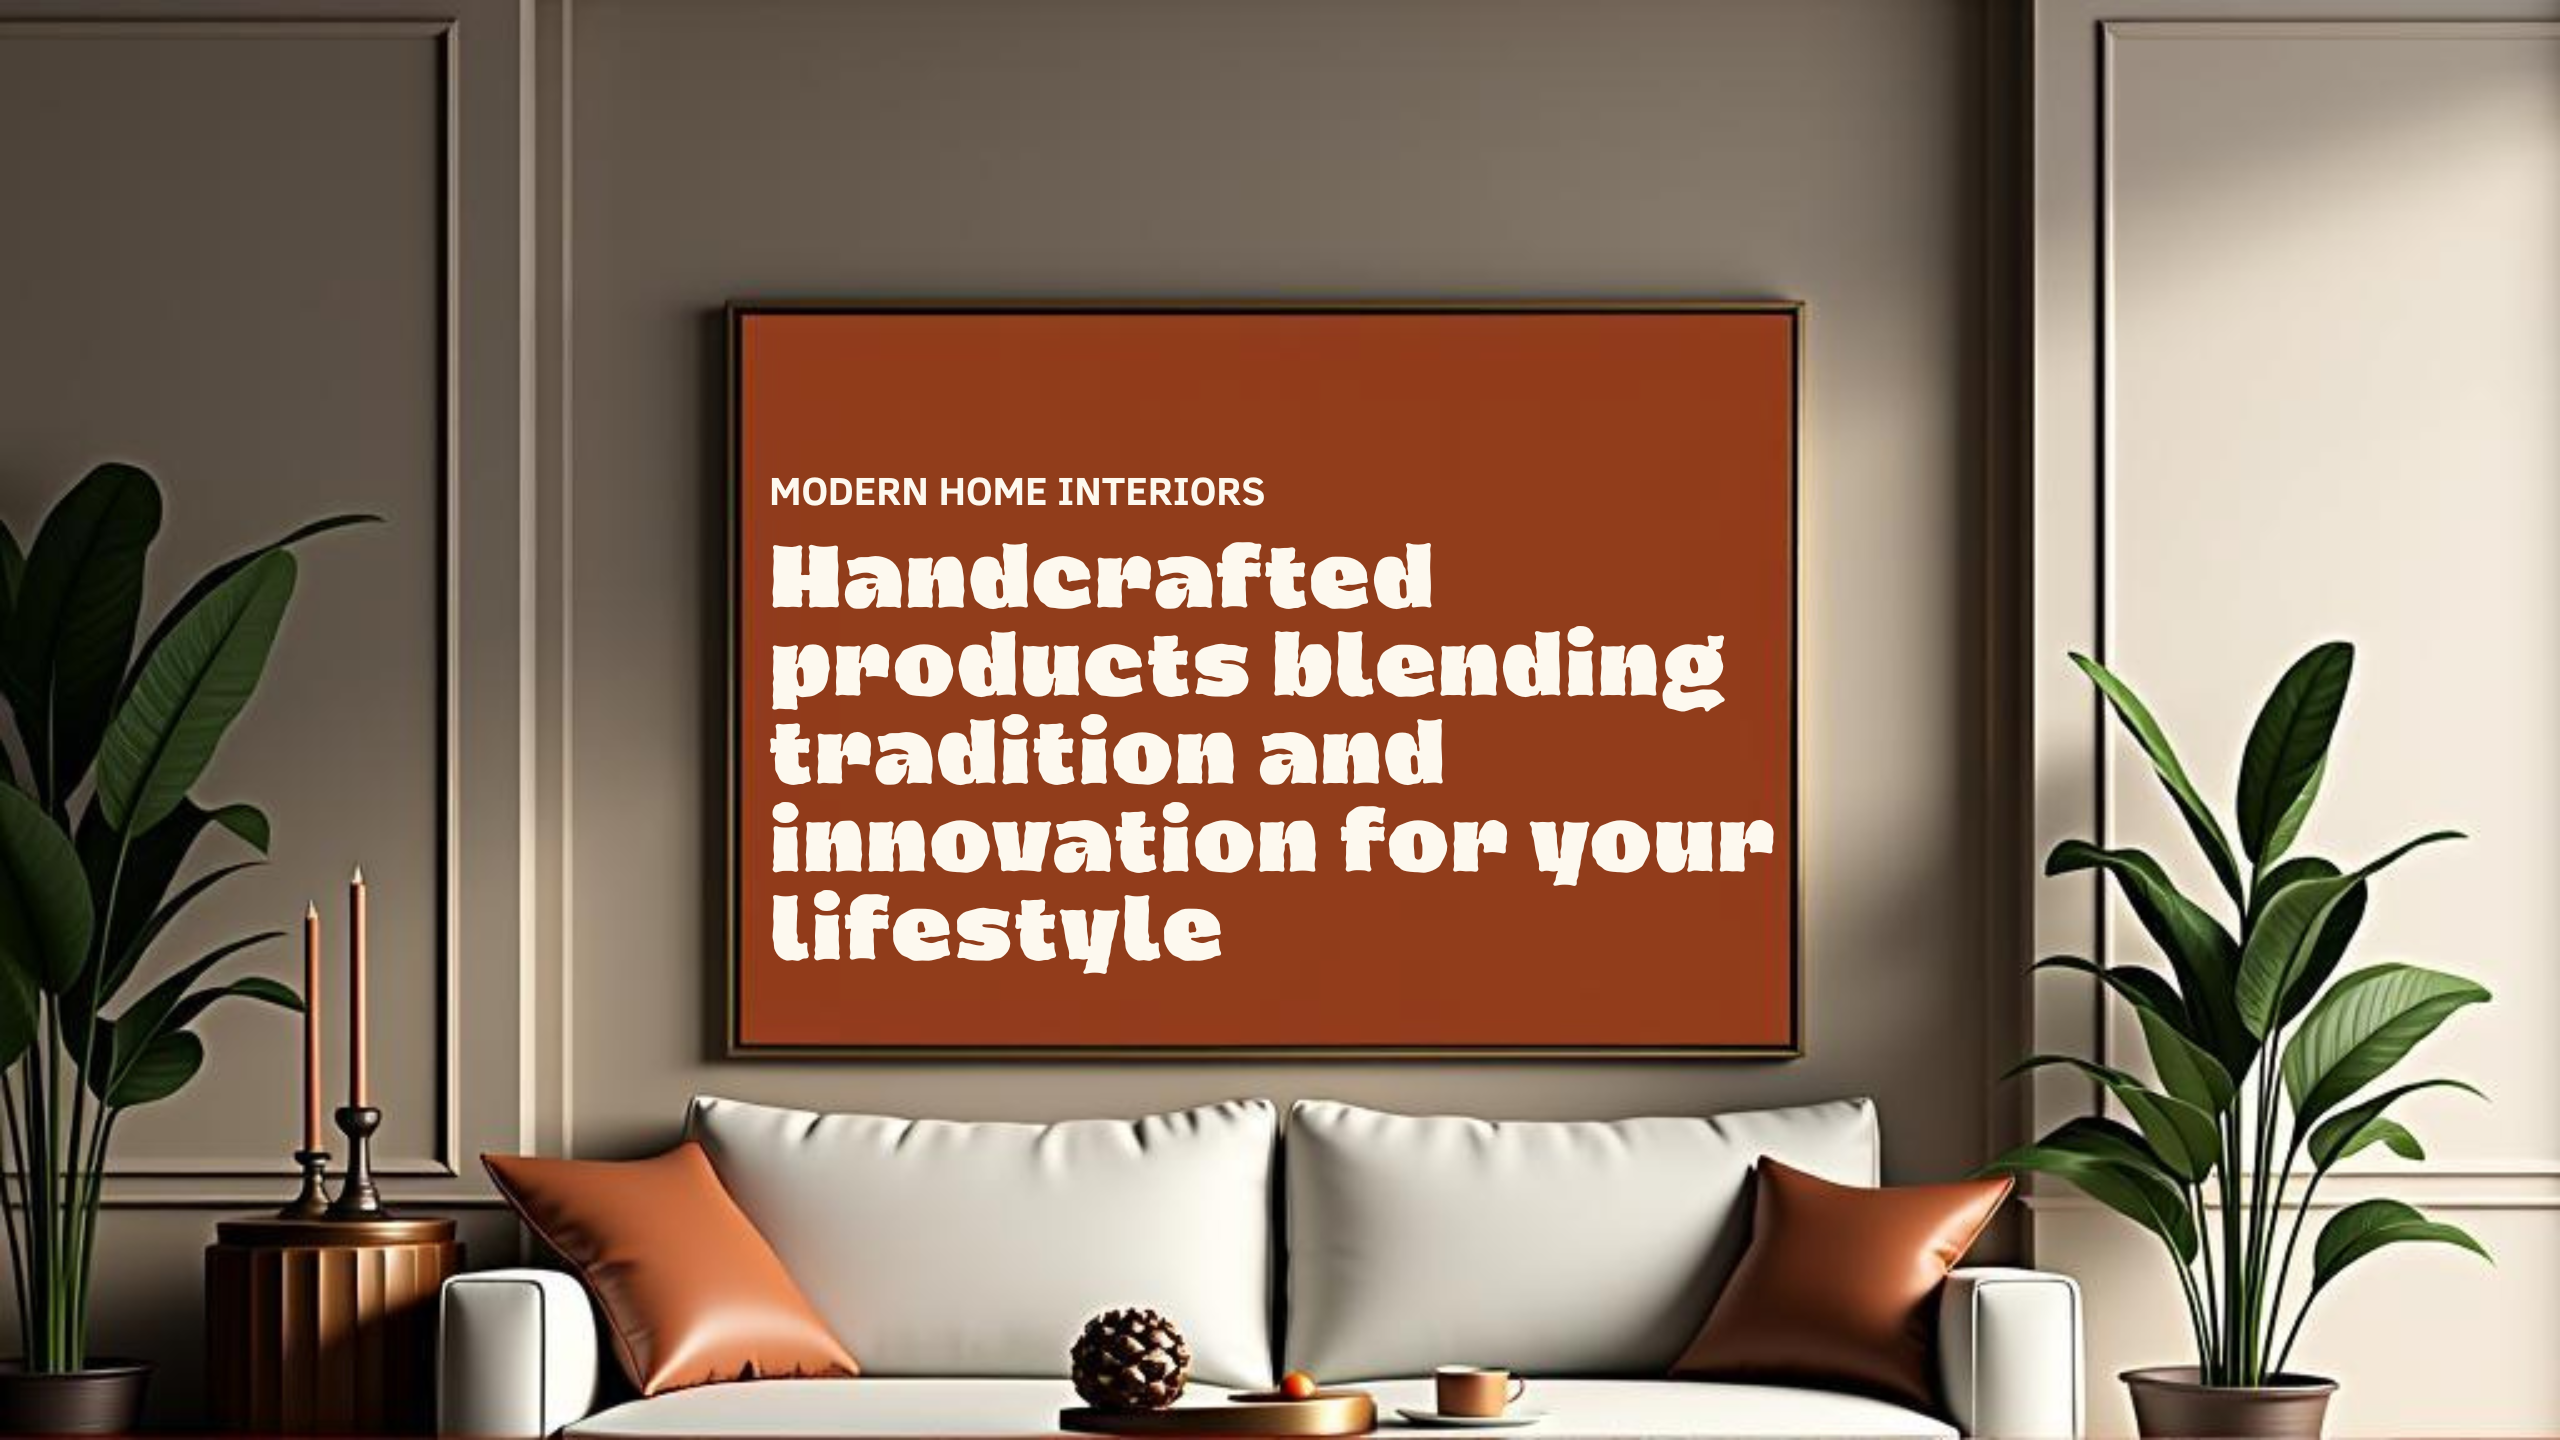 MODERN HOME INTERIORS
Handcrafted
products blending
tradition and
innovation for your
lifestyle